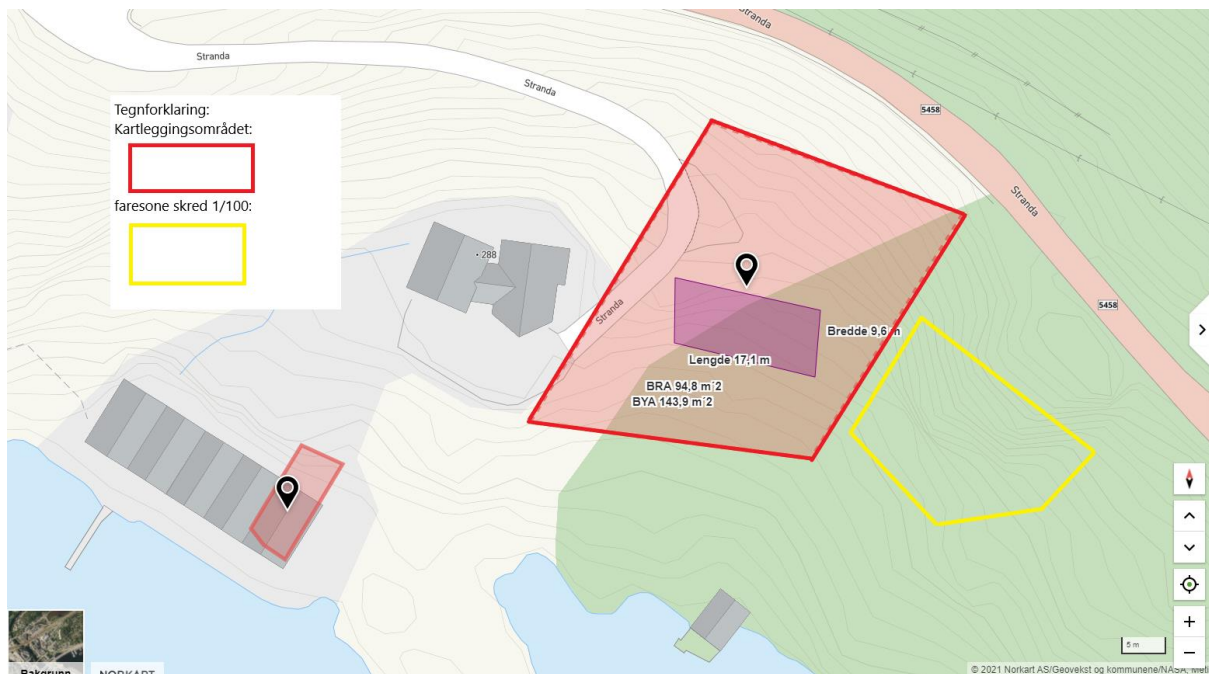 Stranda
Stranda
Stranda
Tegnforklaring:
Kartleggingsområdet:
faresone skred 1/100:
5458
Stranda
288
Stranda
5458
Bredde 9,6 m
Lengde 17,1 m
BRA 94,8 m´2
BYA 143,9 m´2
5 m
Bakgrunn
NORKART
© 2021 Norkart AS/Geovekst og kommunene/NASA, Meti